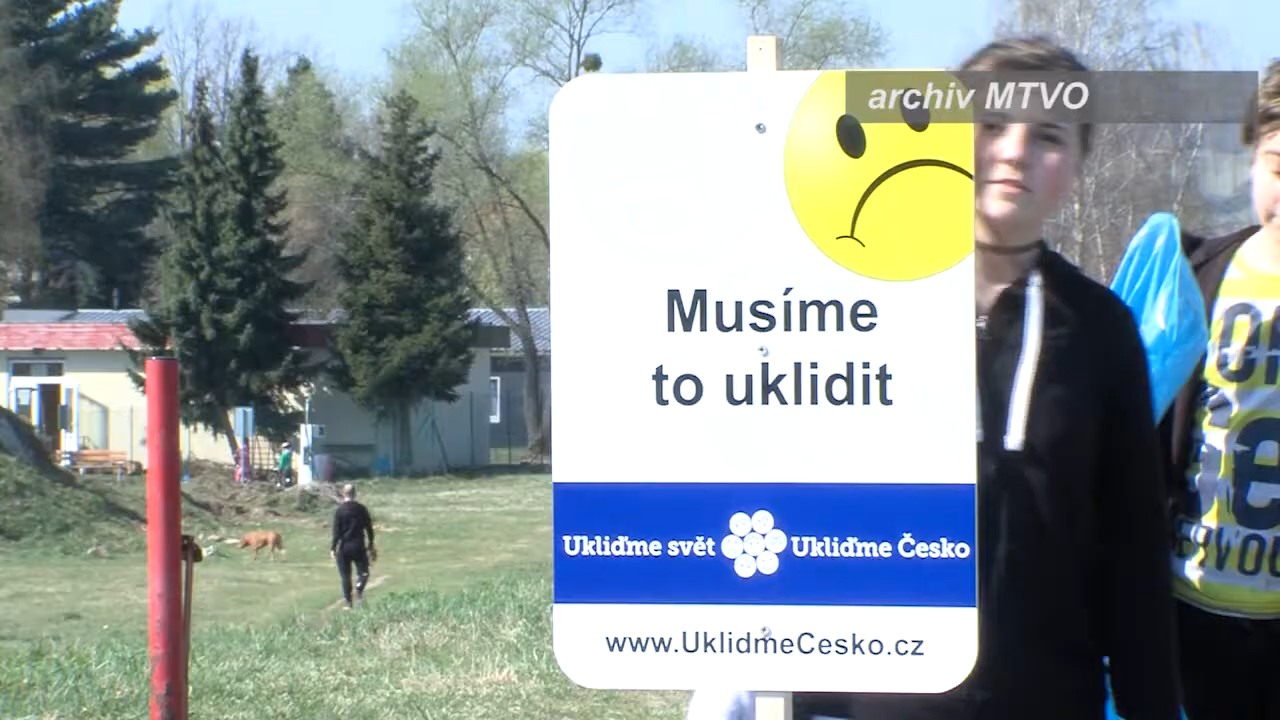 archiv MTVO
Musíme
to uklidit
Ukliďme svět Ukliďme Česko
www.UklidmeCesko.cz